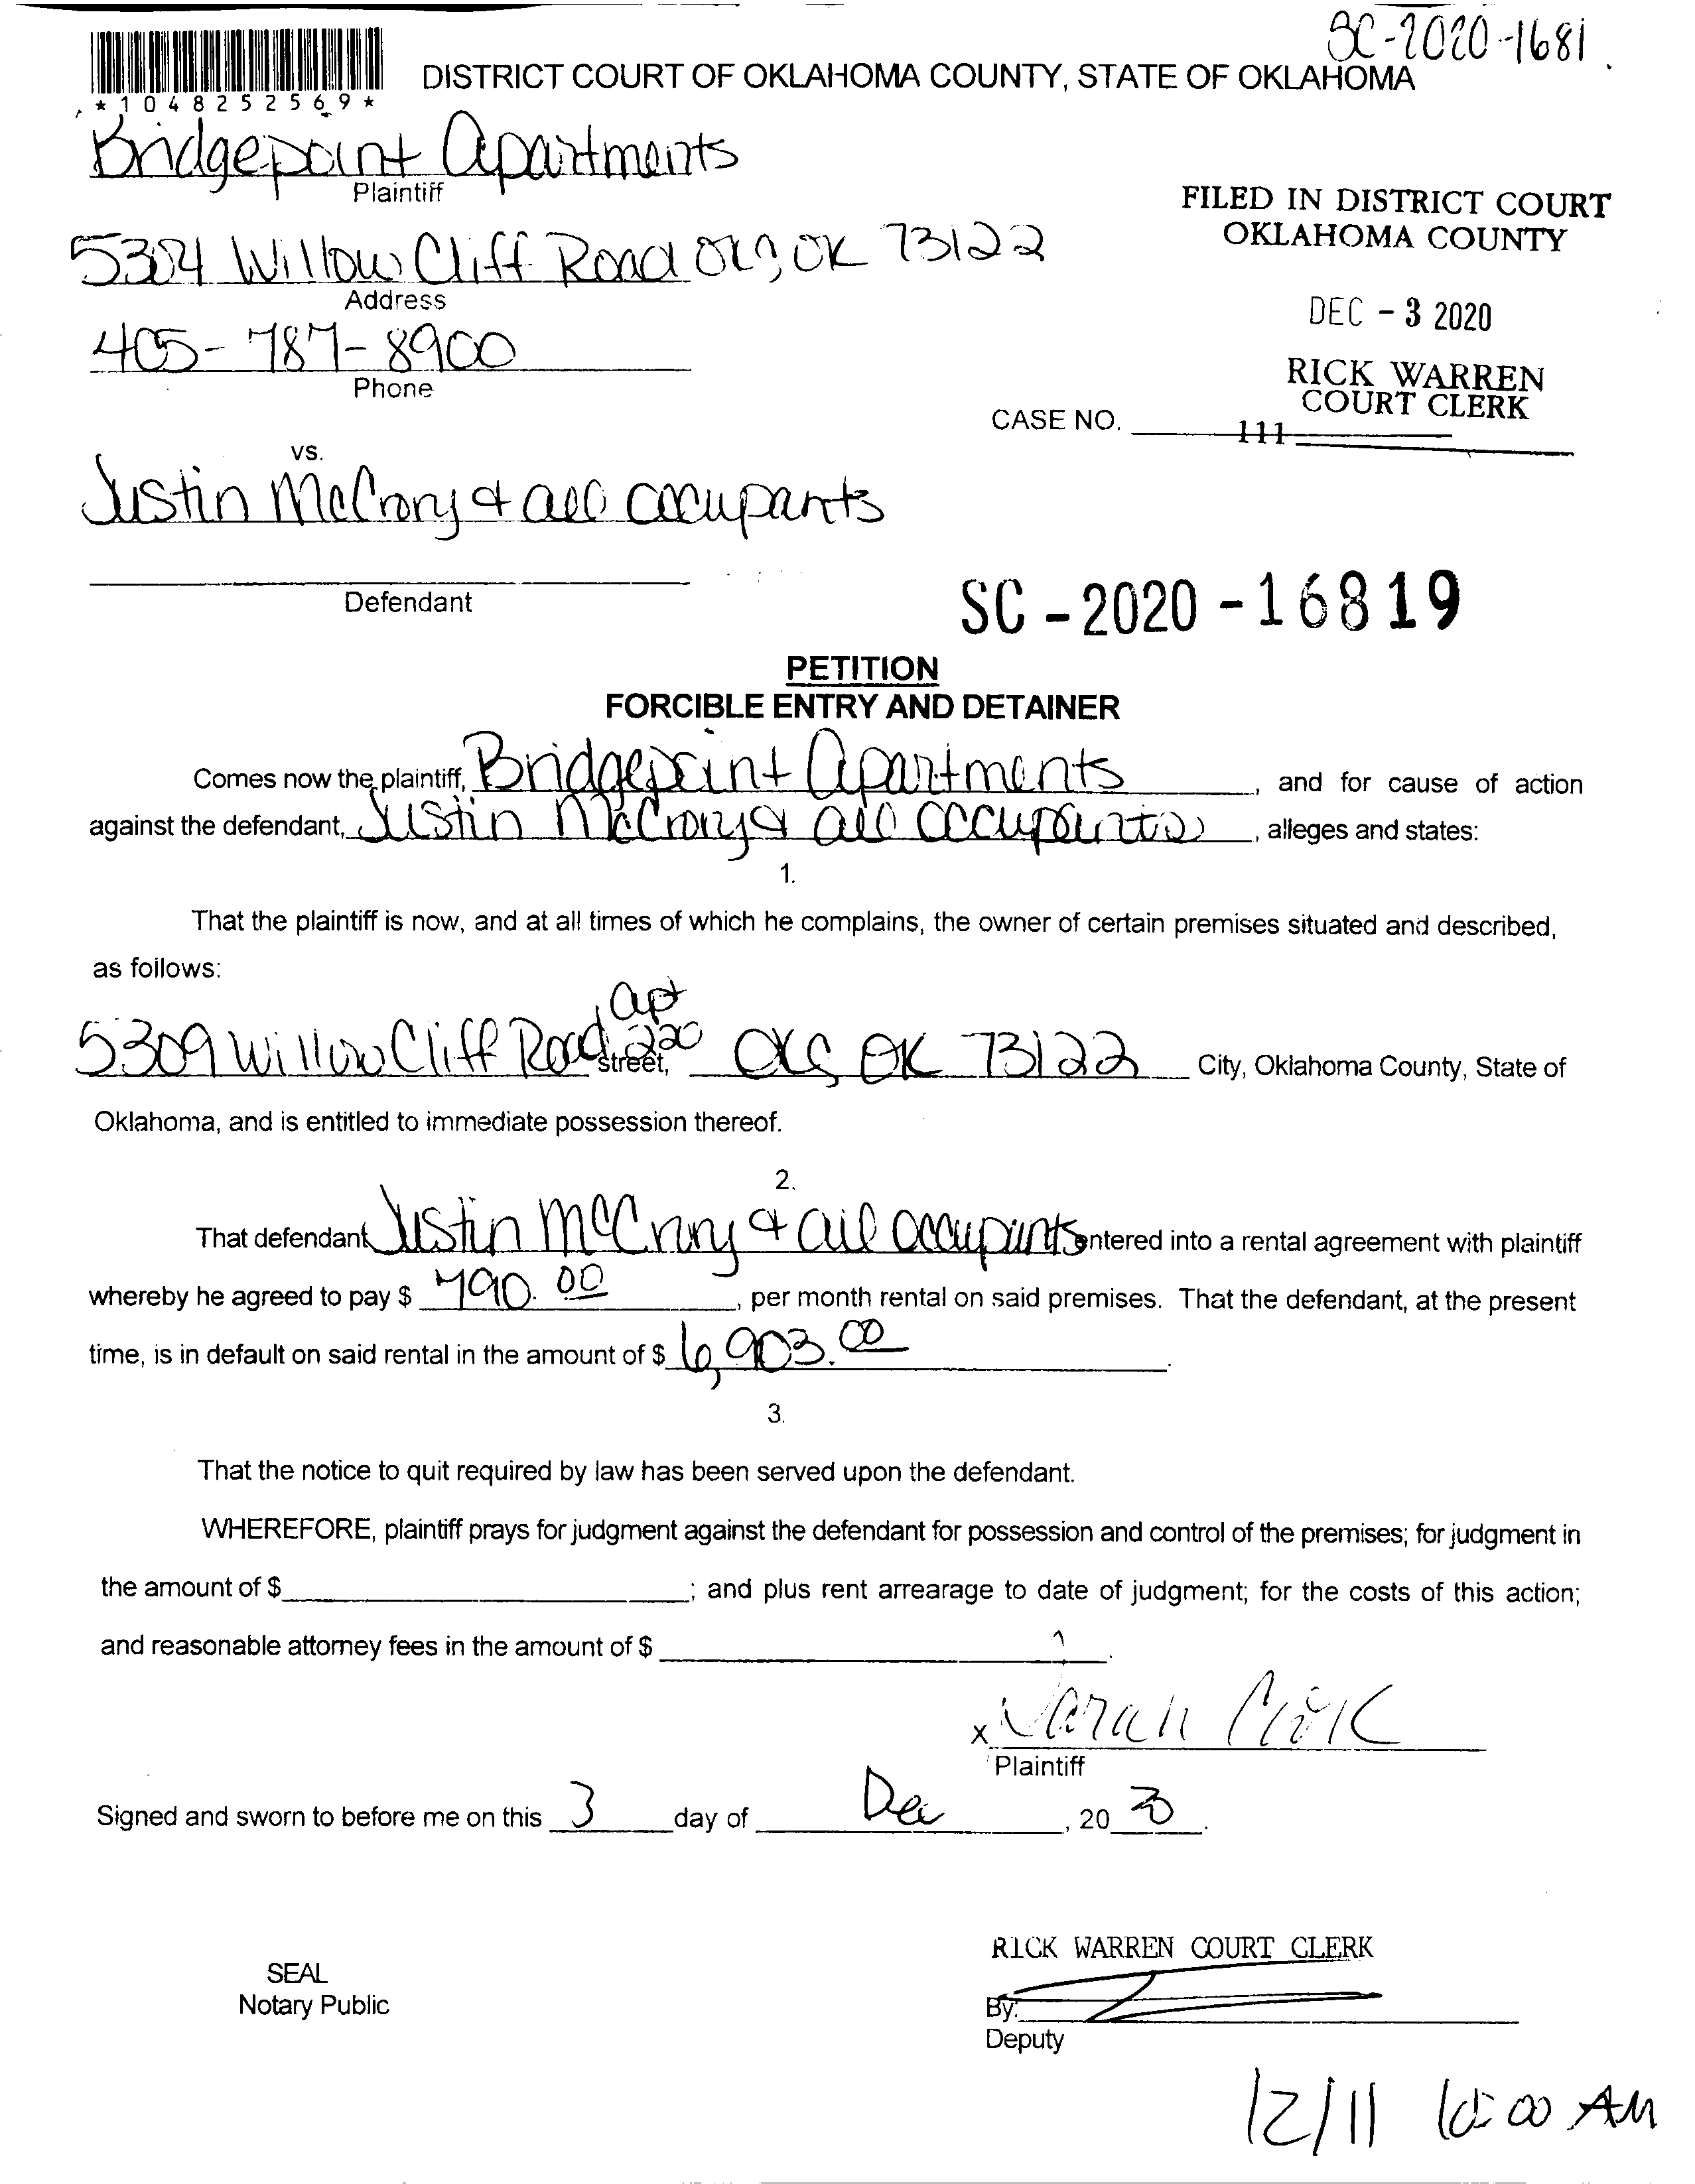 SC-2020-1681
*1048252569*
DISTRICT COURT OF OKLAHOMA COUNTY, STATE OF OKLAHOMA
Bridgepoint Apartments
Plaintiff
FILED IN DISTRICT COURT
OKLAHOMA COUNTY
5304 Willow Cliff Road OKC, OK 73122
Address
DEC - 3 2020
405-787-8900
Phone
RICK WARREN
COURT CLERK
CASE NO.
111
vs.
Justin McCrory & all occupants
Defendant
SC - 2020 - 16819
PETITION
FORCIBLE ENTRY AND DETAINER
Comes now the plaintiff, Bridgepoint Apartments, and for cause of action
against the defendant, Justin McCrory & all occupants, alleges and states:
1.
That the plaintiff is now, and at all times of which he complains, the owner of certain premises situated and described,
as follows:
5309 Willow Cliff Road, apt 220 street, OKC, OK 73122 City, Oklahoma County, State of
Oklahoma, and is entitled to immediate possession thereof.
2.
That defendant Justin McCrory & all occupants entered into a rental agreement with plaintiff
whereby he agreed to pay $ 790.00, per month rental on said premises. That the defendant, at the present
time, is in default on said rental in the amount of $ 6,903.00.
3.
That the notice to quit required by law has been served upon the defendant.
WHEREFORE, plaintiff prays for judgment against the defendant for possession and control of the premises; for judgment in
the amount of $ ; and plus rent arrearage to date of judgment; for the costs of this action;
and reasonable attorney fees in the amount of $ .
x Sarah
Plaintiff
Signed and sworn to before me on this 3 day of Dec, 20 20.
RICK WARREN COURT CLERK
SEAL
Notary Public
By:
Deputy
12/11 10:00 AM